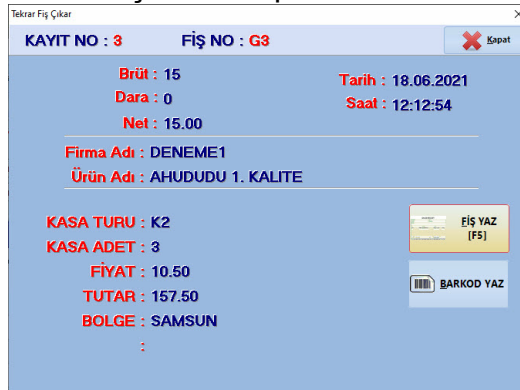 Tekrar Fiş Çıkar
KAYIT NO : 3 FİŞ NO : G3 Kapat
Brüt : 15 Tarih : 18.06.2021
Dara : 0 Saat : 12:12:54
Net : 15.00
Firma Adı : DENEME1
Ürün Adı : AHUDUDU 1. KALITE
KASA TURU : K2
KASA ADET : 3
FİŞ YAZ
[F5]
FİYAT : 10.50
TUTAR : 157.50
BARKOD YAZ
BOLGE : SAMSUN
: